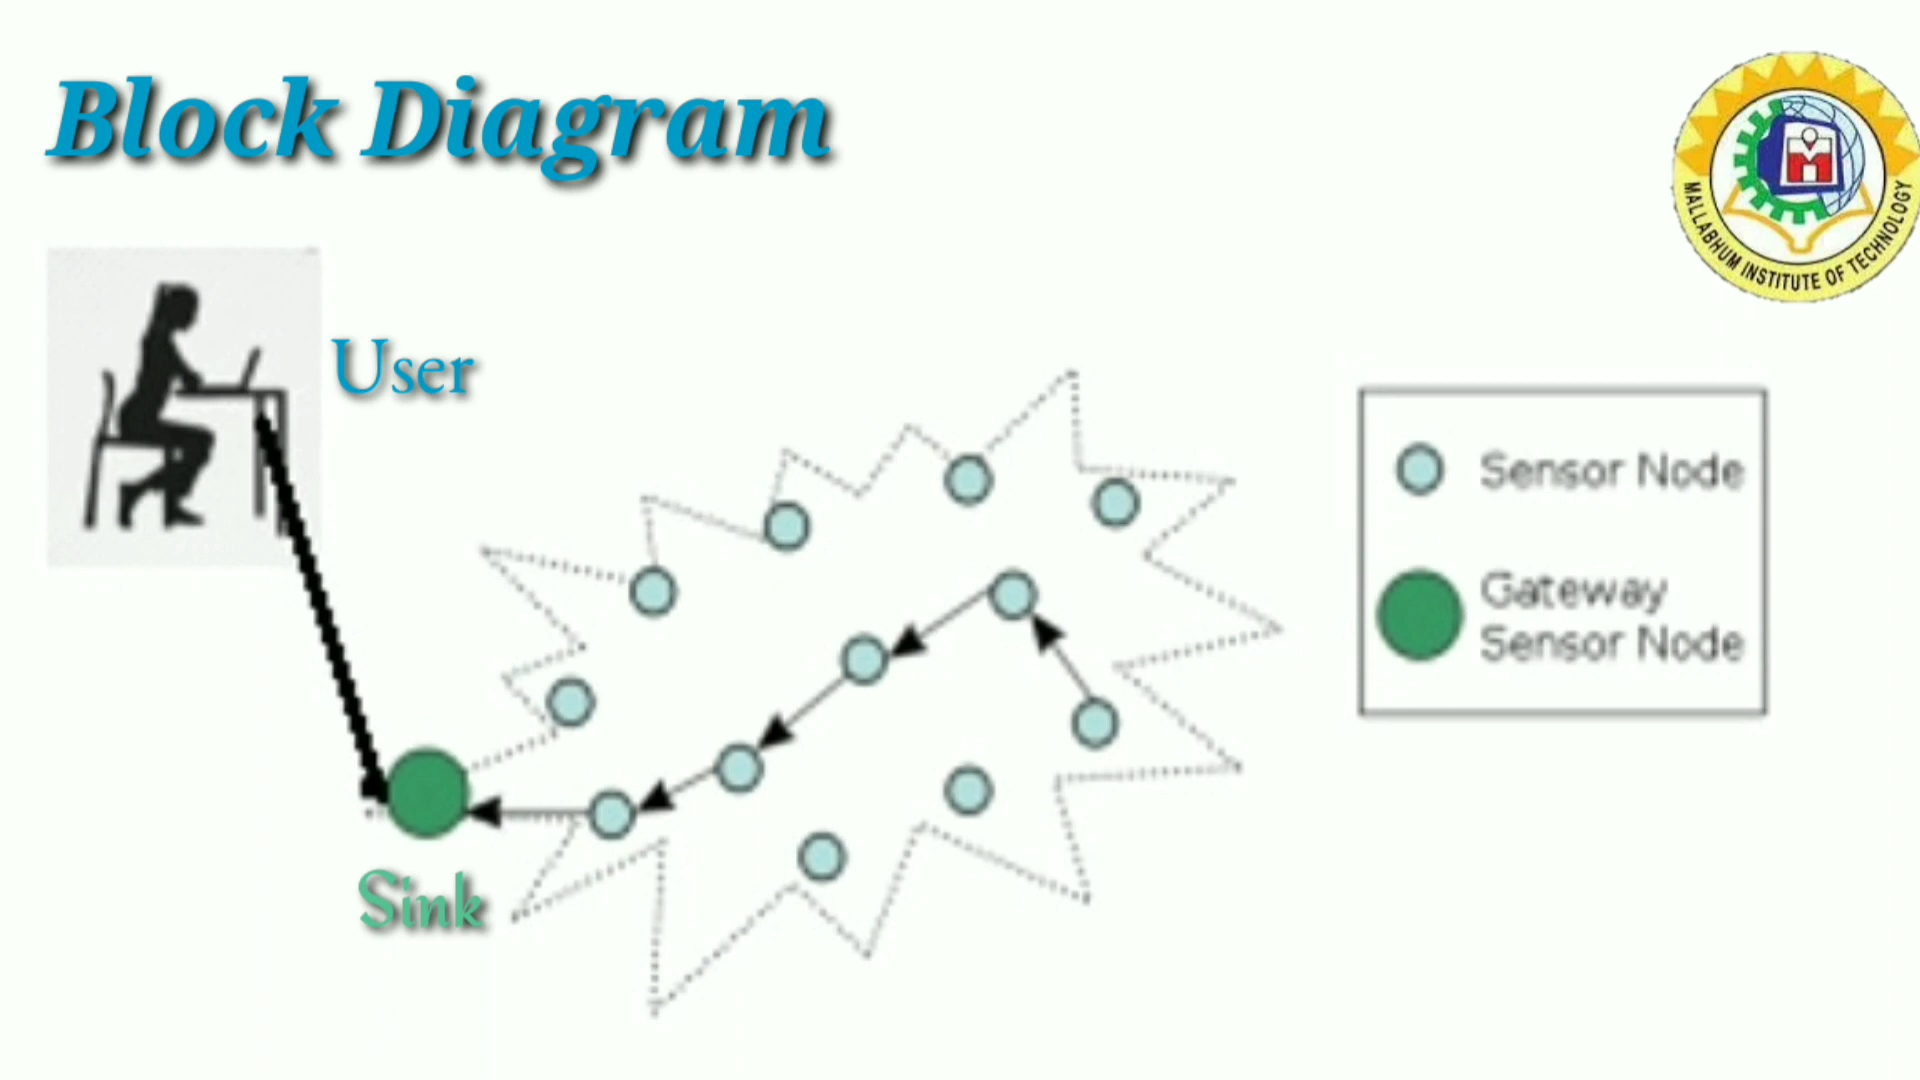 Block Diagram
MALLABHUM INSTITUTE OF TECHNOLOGY
User
Sensor Node
Gateway
Sensor Node
Sink